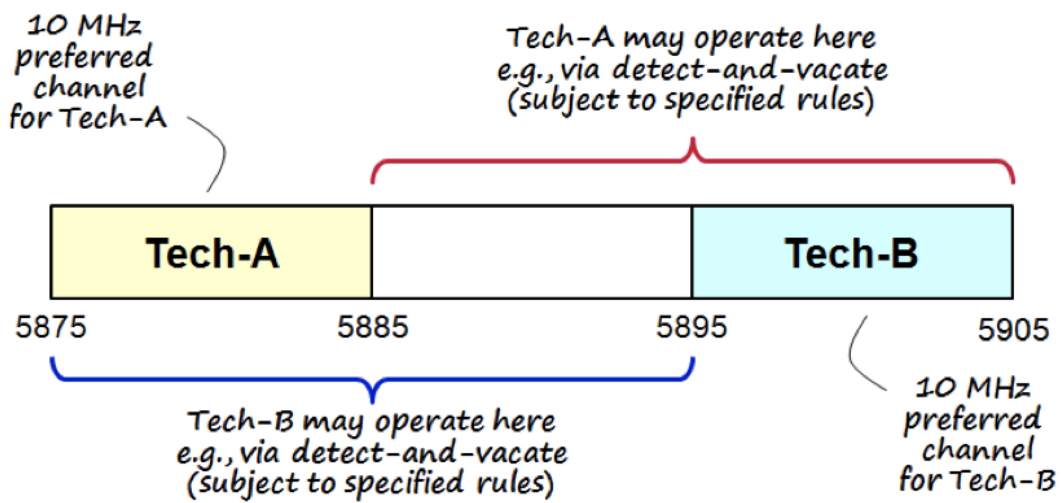 10 MHz
preferred
channel
for Tech-A
Tech-A may operate here
e.g., via detect-and-vacate
(subject to specified rules)
Tech-A
Tech-B
5875
5885
5895
5905
Tech-B may operate here
e.g., via detect-and-vacate
(subject to specified rules)
10 MHz
preferred
channel
for Tech-B